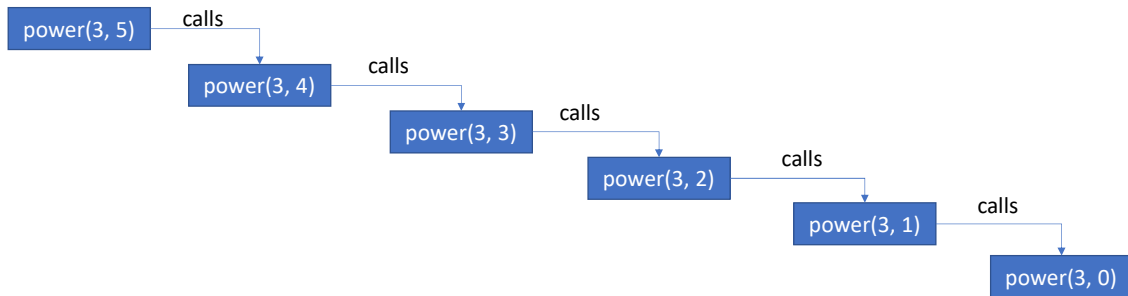 power(3, 5)
calls
power(3, 4)
calls
power(3, 3)
calls
power(3, 2)
calls
power(3, 1)
calls
power(3, 0)